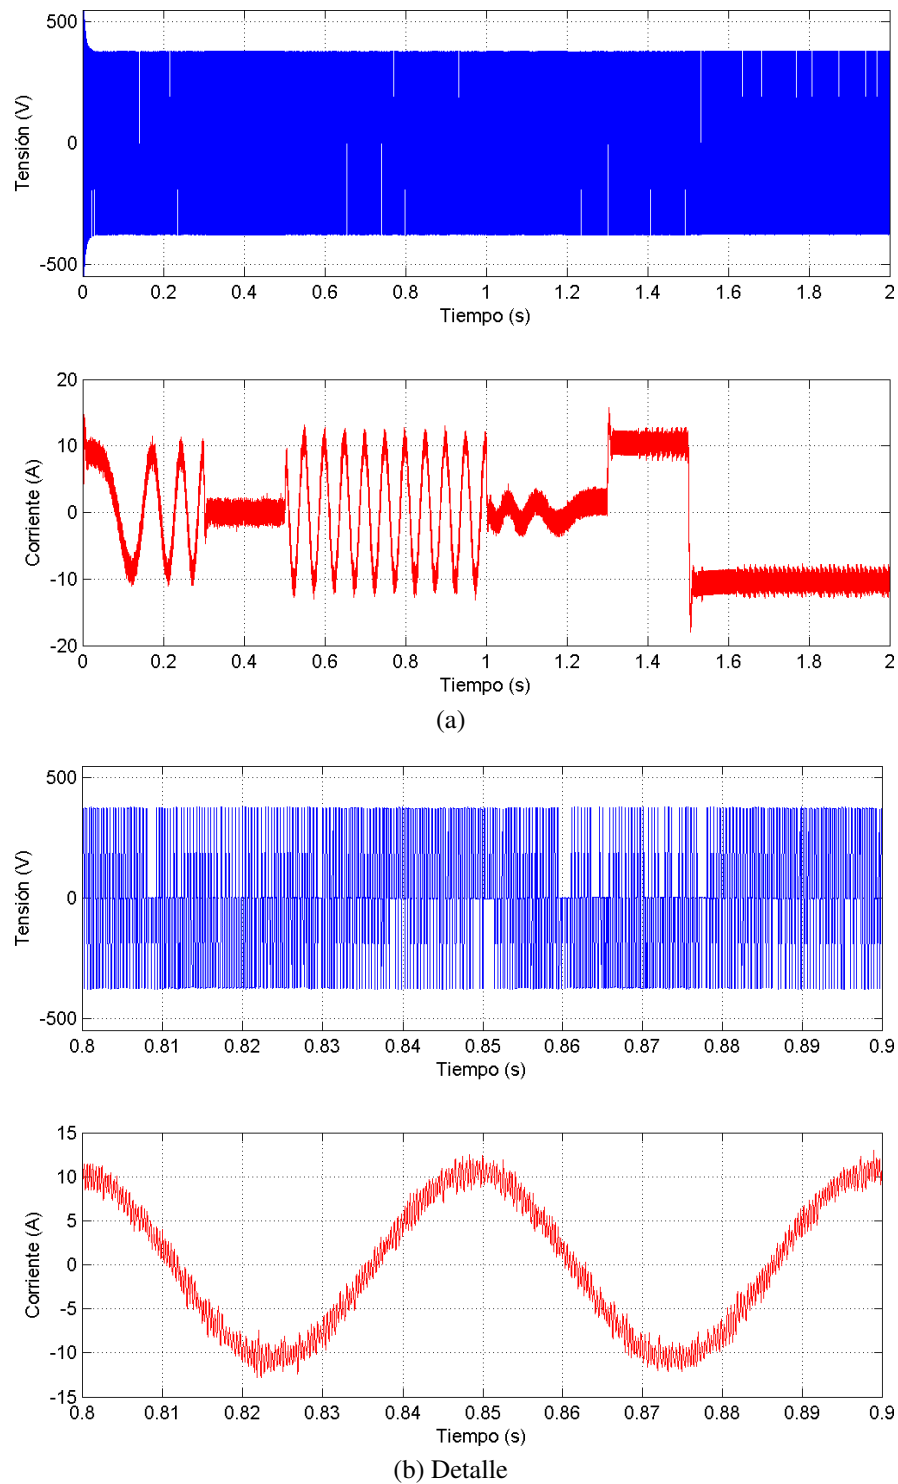 500
0
-500
Tensión (V)
0 0.2 0.4 0.6 0.8 1 1.2 1.4 1.6 1.8 2
Tiempo (s)
20
10
0
-10
-20
Corriente (A)
0 0.2 0.4 0.6 0.8 1 1.2 1.4 1.6 1.8 2
Tiempo (s)
(a)
500
0
-500
Tensión (V)
0.8 0.81 0.82 0.83 0.84 0.85 0.86 0.87 0.88 0.89 0.9
Tiempo (s)
15
10
5
0
-5
-10
-15
Corriente (A)
0.8 0.81 0.82 0.83 0.84 0.85 0.86 0.87 0.88 0.89 0.9
Tiempo (s)
(b) Detalle